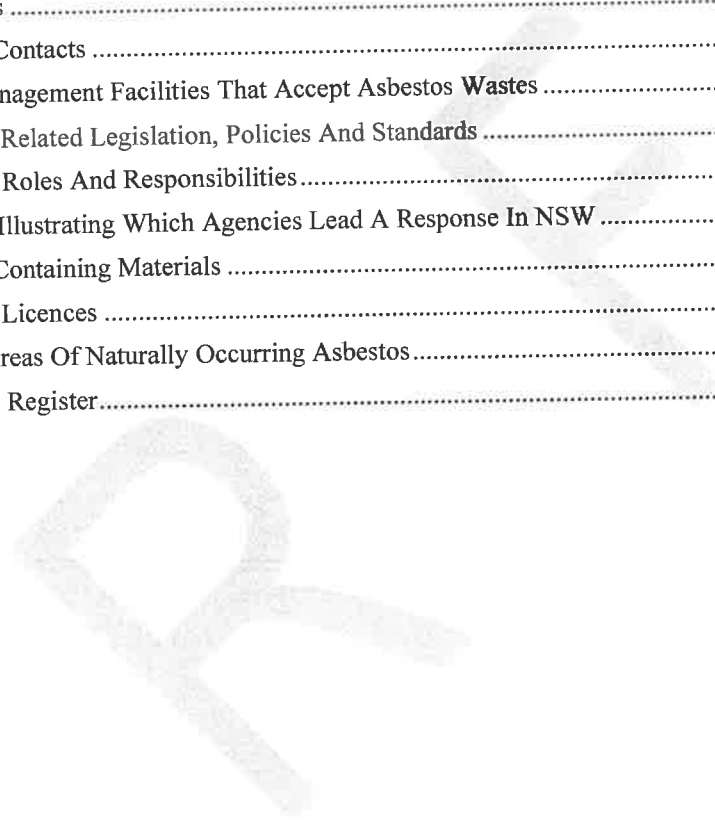 s ................................................................
Contacts ................................................................
nagement Facilities That Accept Asbestos Wastes ................................
Related Legislation, Policies And Standards ................................
Roles And Responsibilities ................................
Illustrating Which Agencies Lead A Response In NSW ................
Containing Materials ................................
Licences ................................
reas Of Naturally Occurring Asbestos ................................
Register ................................
R